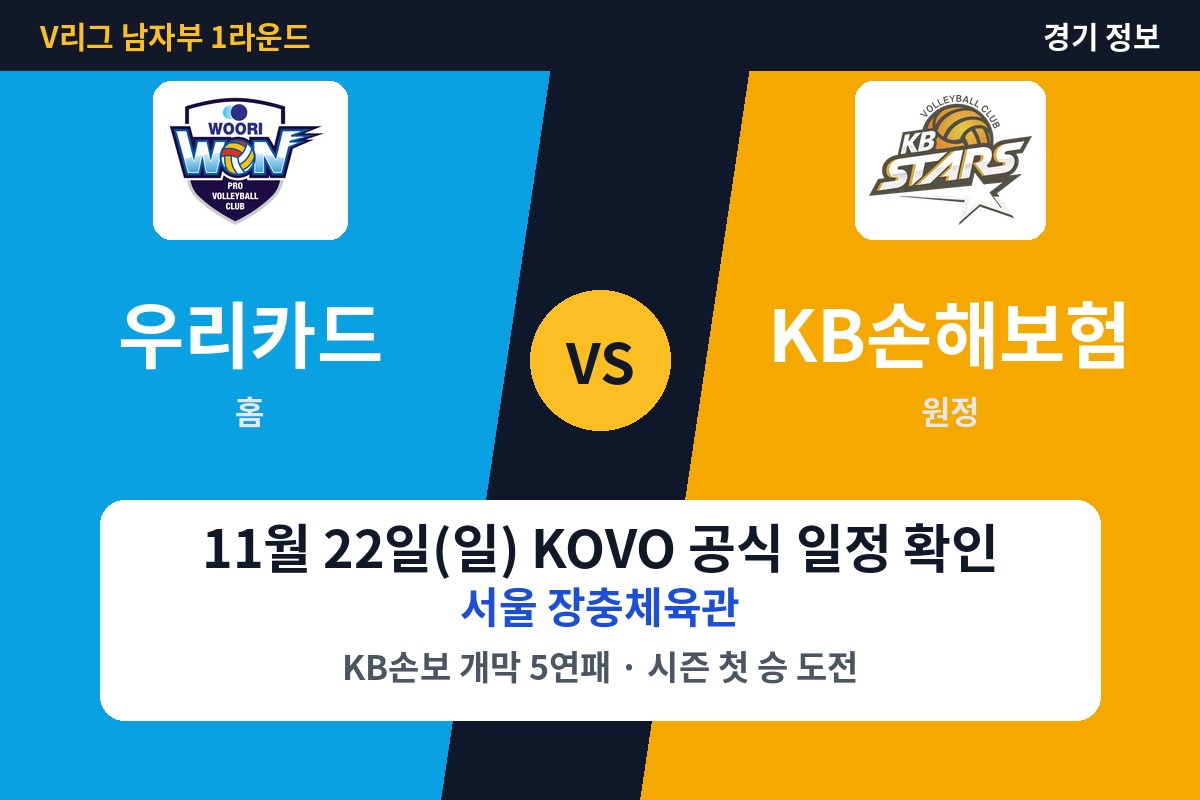 V리그 남자부 1라운드
경기 정보
WOORI
WON
PRO
VOLLEYBALL
CLUB
VOLLEYBALL CLUB
KB
STARS
우리카드
홈
VS
KB손해보험
원정
11월 22일(일) KOVO 공식 일정 확인
서울 장충체육관
KB손보 개막 5연패 · 시즌 첫 승 도전